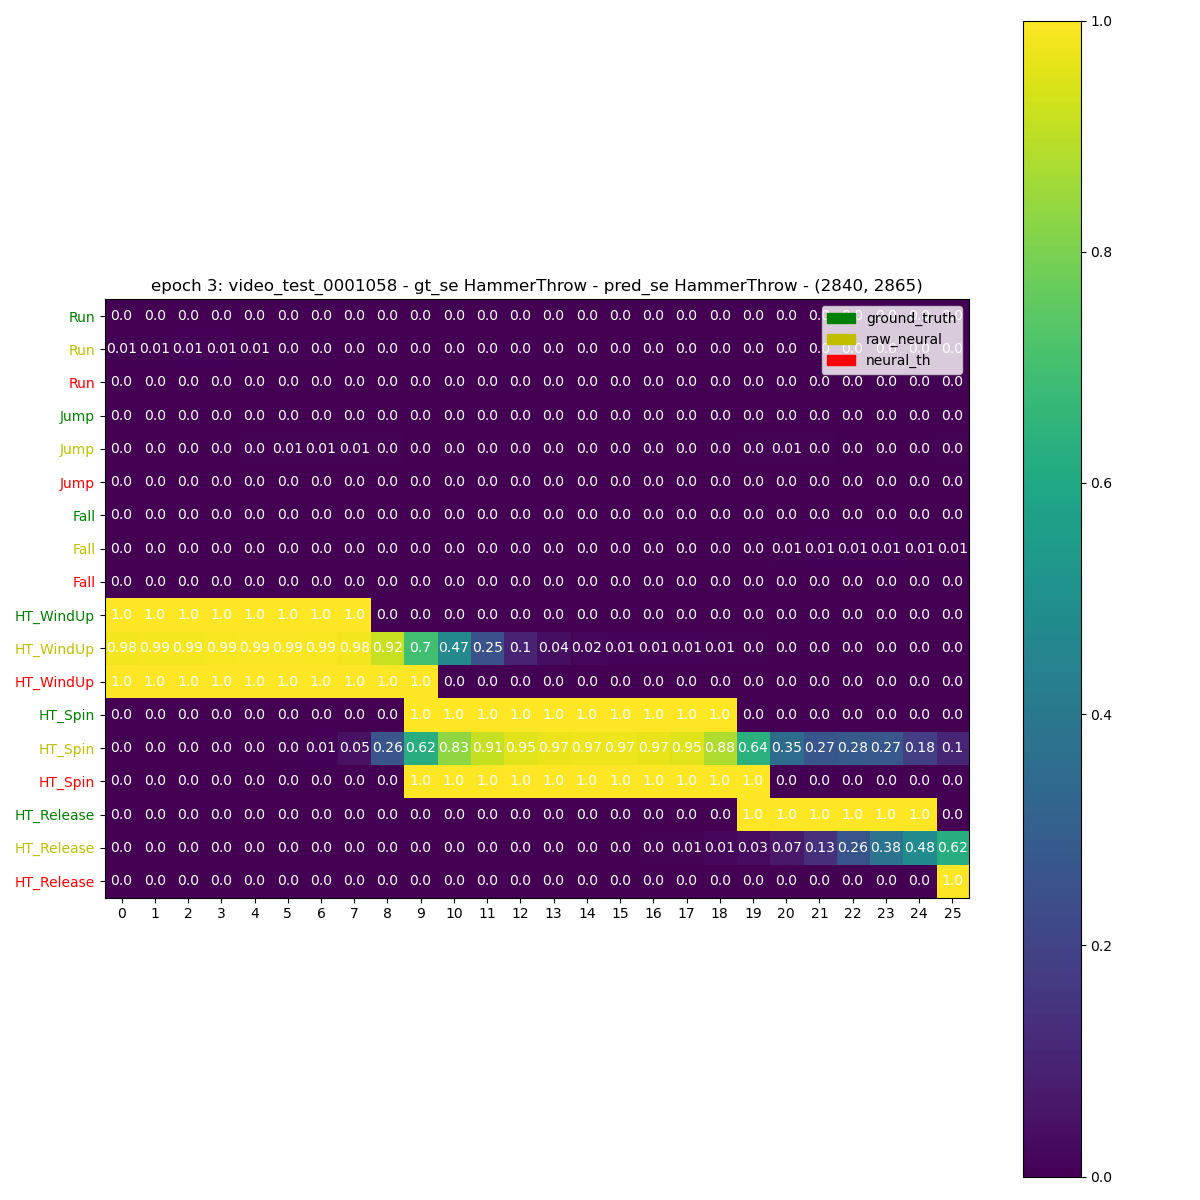 epoch 3: video_test_0001058 - gt_se HammerThrow - pred_se HammerThrow - (2840, 2865)
Run 0.0 0.0 0.0 0.0 0.0 0.0 0.0 0.0 0.0 0.0 0.0 0.0 0.0 0.0 0.0 0.0 0.0 0.0 0.0 0.0 0.0
Run 0.01 0.01 0.01 0.01 0.01 0.0 0.0 0.0 0.0 0.0 0.0 0.0 0.0 0.0 0.0 0.0 0.0 0.0 0.0 0.0 0.0
Run 0.0 0.0 0.0 0.0 0.0 0.0 0.0 0.0 0.0 0.0 0.0 0.0 0.0 0.0 0.0 0.0 0.0 0.0 0.0 0.0 0.0 0.0 0.0 0.0 0.0 0.0
Jump 0.0 0.0 0.0 0.0 0.0 0.0 0.0 0.0 0.0 0.0 0.0 0.0 0.0 0.0 0.0 0.0 0.0 0.0 0.0 0.0 0.0 0.0 0.0 0.0 0.0 0.0
Jump 0.0 0.0 0.0 0.0 0.0 0.01 0.01 0.01 0.0 0.0 0.0 0.0 0.0 0.0 0.0 0.0 0.0 0.0 0.0 0.0 0.01 0.0 0.0 0.0 0.0 0.0
Jump 0.0 0.0 0.0 0.0 0.0 0.0 0.0 0.0 0.0 0.0 0.0 0.0 0.0 0.0 0.0 0.0 0.0 0.0 0.0 0.0 0.0 0.0 0.0 0.0 0.0 0.0
Fall 0.0 0.0 0.0 0.0 0.0 0.0 0.0 0.0 0.0 0.0 0.0 0.0 0.0 0.0 0.0 0.0 0.0 0.0 0.0 0.0 0.0 0.0 0.0 0.0 0.0 0.0
Fall 0.0 0.0 0.0 0.0 0.0 0.0 0.0 0.0 0.0 0.0 0.0 0.0 0.0 0.0 0.0 0.0 0.0 0.0 0.0 0.0 0.01 0.01 0.01 0.01 0.01 0.01
Fall 0.0 0.0 0.0 0.0 0.0 0.0 0.0 0.0 0.0 0.0 0.0 0.0 0.0 0.0 0.0 0.0 0.0 0.0 0.0 0.0 0.0 0.0 0.0 0.0 0.0 0.0
HT_WindUp 1.0 1.0 1.0 1.0 1.0 1.0 1.0 1.0 0.0 0.0 0.0 0.0 0.0 0.0 0.0 0.0 0.0 0.0 0.0 0.0 0.0 0.0 0.0 0.0 0.0 0.0
HT_WindUp 0.98 0.99 0.99 0.99 0.99 0.99 0.99 0.98 0.92 0.7 0.47 0.25 0.1 0.04 0.02 0.01 0.01 0.01 0.01 0.0 0.0 0.0 0.0 0.0 0.0 0.0
HT_WindUp 1.0 1.0 1.0 1.0 1.0 1.0 1.0 1.0 1.0 1.0 0.0 0.0 0.0 0.0 0.0 0.0 0.0 0.0 0.0 0.0 0.0 0.0 0.0 0.0 0.0 0.0
HT_Spin 0.0 0.0 0.0 0.0 0.0 0.0 0.0 0.0 0.0 1.0 1.0 1.0 1.0 1.0 1.0 1.0 1.0 1.0 1.0 0.0 0.0 0.0 0.0 0.0 0.0 0.0
HT_Spin 0.0 0.0 0.0 0.0 0.0 0.0 0.01 0.05 0.26 0.62 0.83 0.91 0.95 0.97 0.97 0.97 0.97 0.95 0.88 0.64 0.35 0.27 0.28 0.27 0.18 0.1
HT_Spin 0.0 0.0 0.0 0.0 0.0 0.0 0.0 0.0 0.0 1.0 1.0 1.0 1.0 1.0 1.0 1.0 1.0 1.0 1.0 1.0 0.0 0.0 0.0 0.0 0.0 0.0
HT_Release 0.0 0.0 0.0 0.0 0.0 0.0 0.0 0.0 0.0 0.0 0.0 0.0 0.0 0.0 0.0 0.0 0.0 0.0 0.0 1.0 1.0 1.0 1.0 1.0 1.0 0.0
HT_Release 0.0 0.0 0.0 0.0 0.0 0.0 0.0 0.0 0.0 0.0 0.0 0.0 0.0 0.0 0.0 0.0 0.0 0.01 0.01 0.03 0.07 0.13 0.26 0.38 0.48 0.62
HT_Release 0.0 0.0 0.0 0.0 0.0 0.0 0.0 0.0 0.0 0.0 0.0 0.0 0.0 0.0 0.0 0.0 0.0 0.0 0.0 0.0 0.0 0.0 0.0 0.0 0.0 1.0
0 1 2 3 4 5 6 7 8 9 10 11 12 13 14 15 16 17 18 19 20 21 22 23 24 25
ground_truth
raw_neural
neural_th
1.0
0.8
0.6
0.4
0.2
0.0